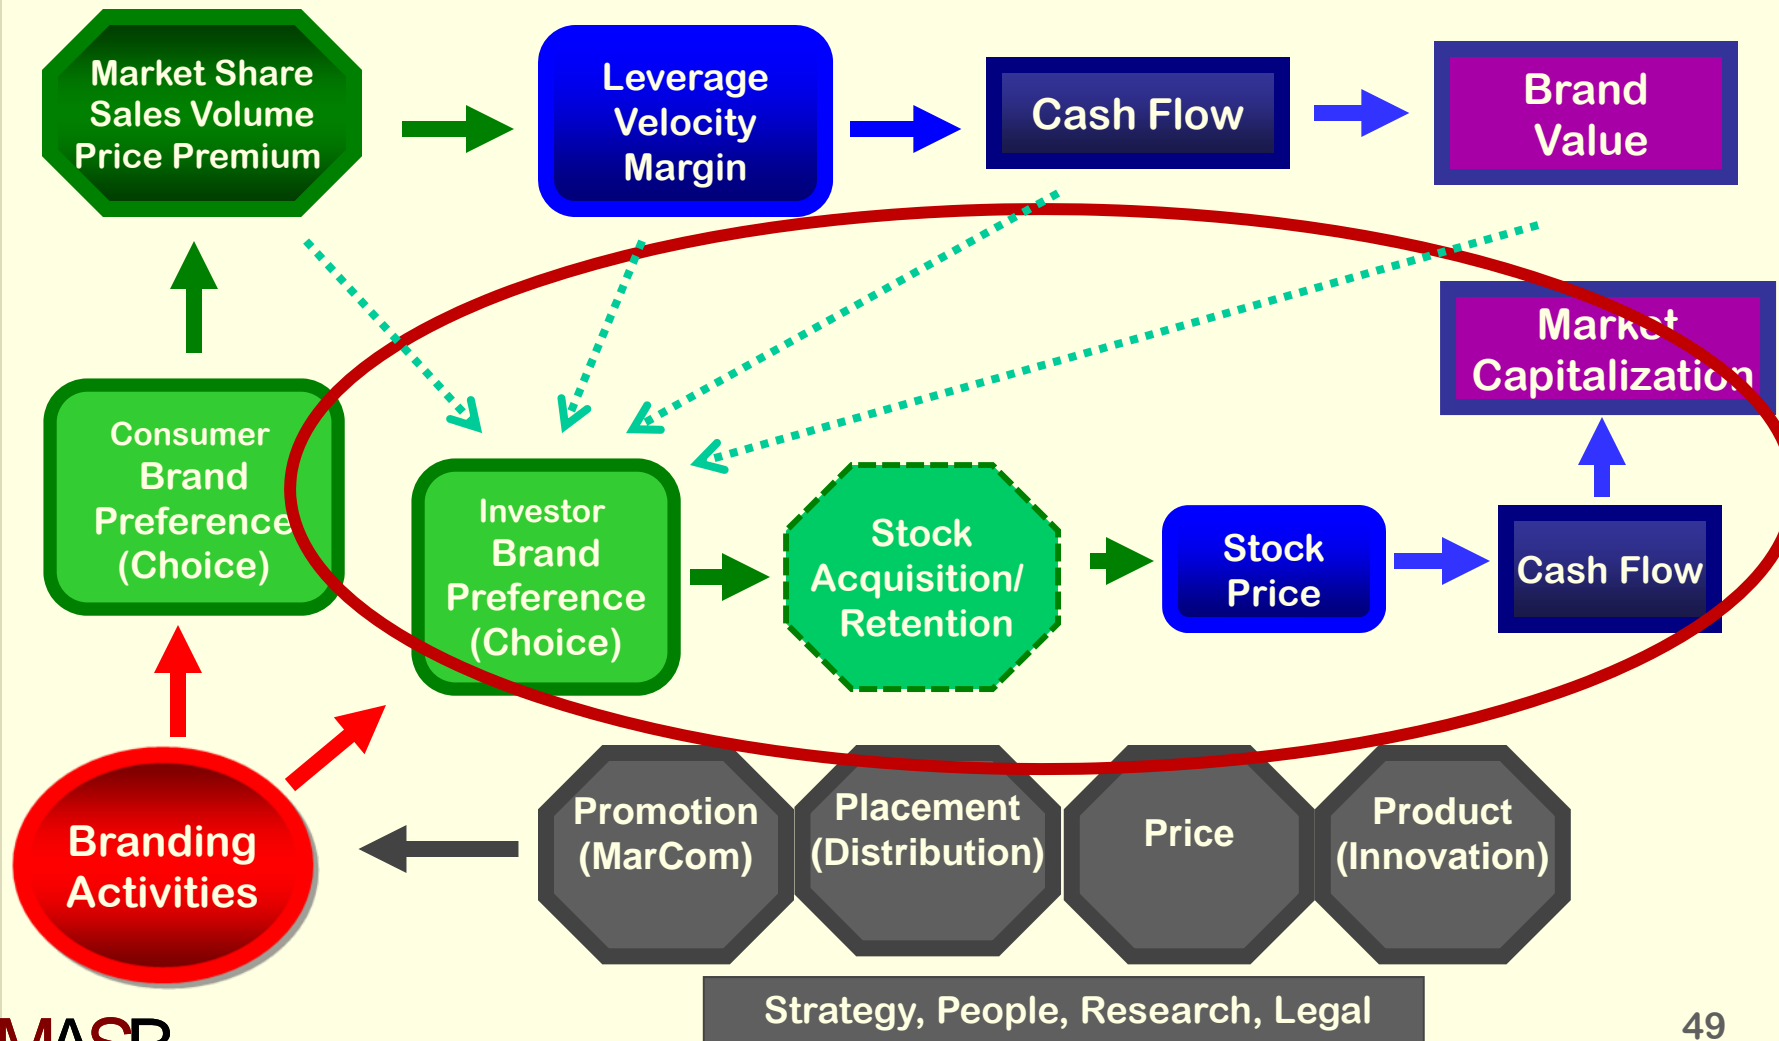 Market Share
Sales Volume
Price Premium
Leverage
Velocity
Margin
Cash Flow
Brand
Value
Market
Capitalization
Consumer
Brand
Preference
(Choice)
Investor
Brand
Preference
(Choice)
Stock
Acquisition/
Retention
Stock
Price
Cash Flow
Branding
Activities
Promotion
(MarCom)
Placement
(Distribution)
Price
Product
(Innovation)
Strategy, People, Research, Legal
49